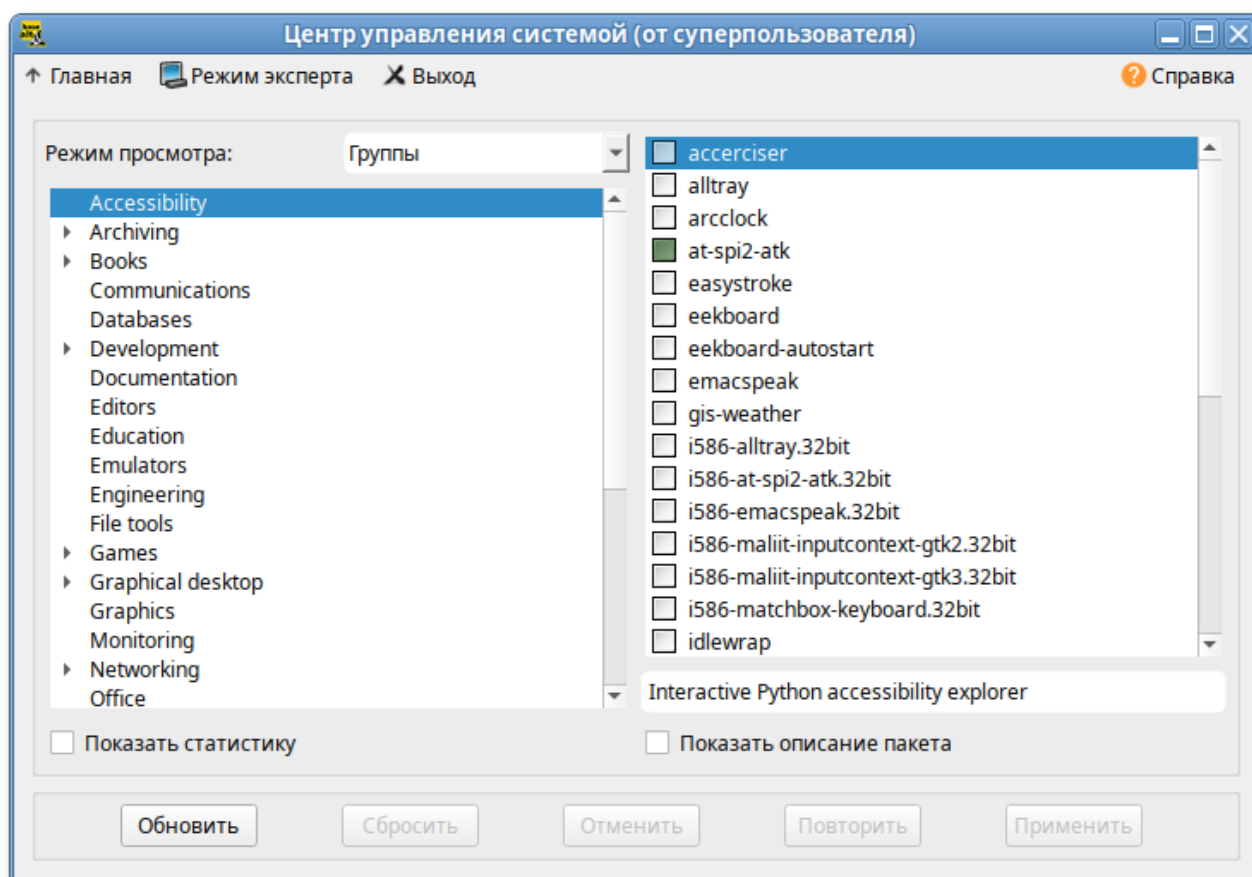 Центр управления системой (от суперпользователя)
Главная Режим эксперта Выход Справка
Режим просмотра: Группы
Accessibility
Archiving
Books
Communications
Databases
Development
Documentation
Editors
Education
Emulators
Engineering
File tools
Games
Graphical desktop
Graphics
Monitoring
Networking
Office
accerciser
alltray
arcclock
at-spi2-atk
easystroke
eekboard
eekboard-autostart
emacspeak
gis-weather
i586-alltray.32bit
i586-at-spi2-atk.32bit
i586-emacspeak.32bit
i586-maliit-inputcontext-gtk2.32bit
i586-maliit-inputcontext-gtk3.32bit
i586-matchbox-keyboard.32bit
idlewrap
Interactive Python accessibility explorer
Показать статистику
Показать описание пакета
Обновить Сбросить Отменить Повторить Применить